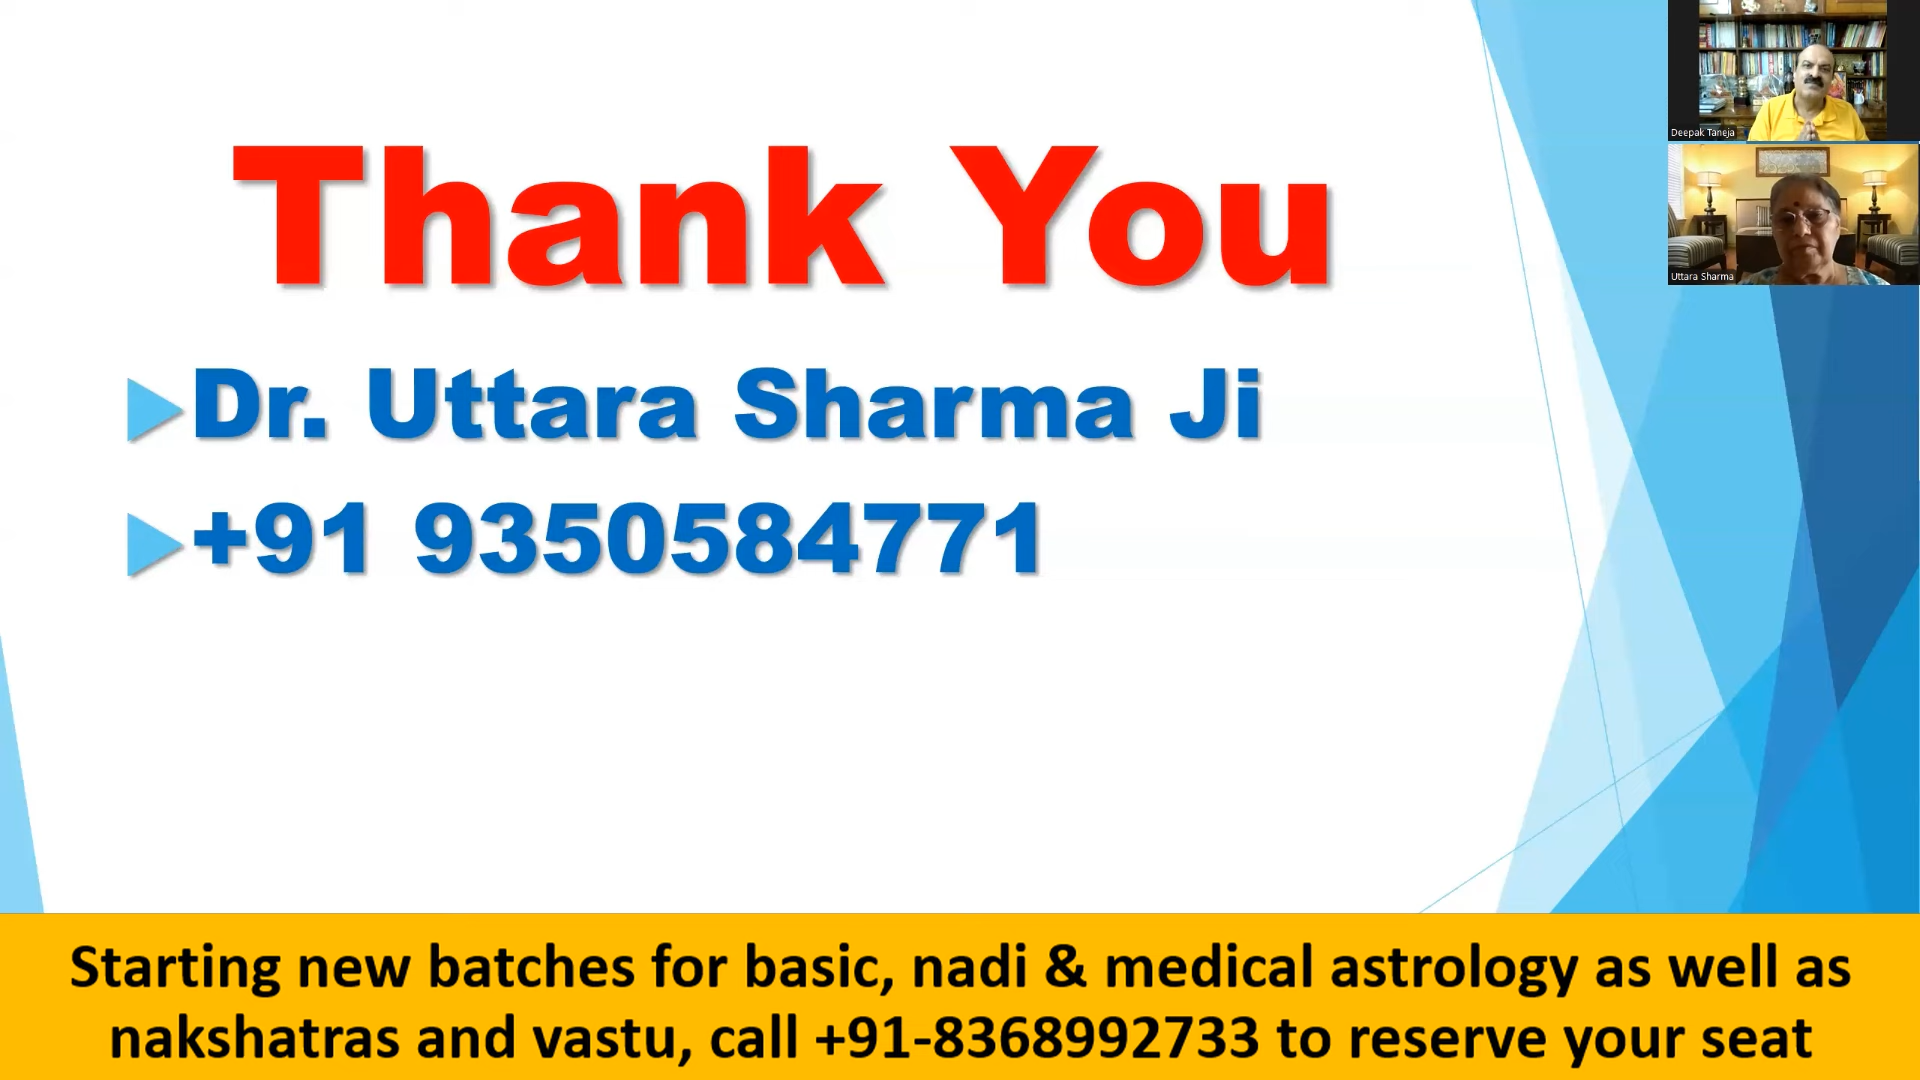 Thank You
Dr. Uttara Sharma Ji
+91 9350584771
Deepak Taneja
Uttara Sharma
Starting new batches for basic, nadi & medical astrology as well as
nakshatras and vastu, call +91-8368992733 to reserve your seat